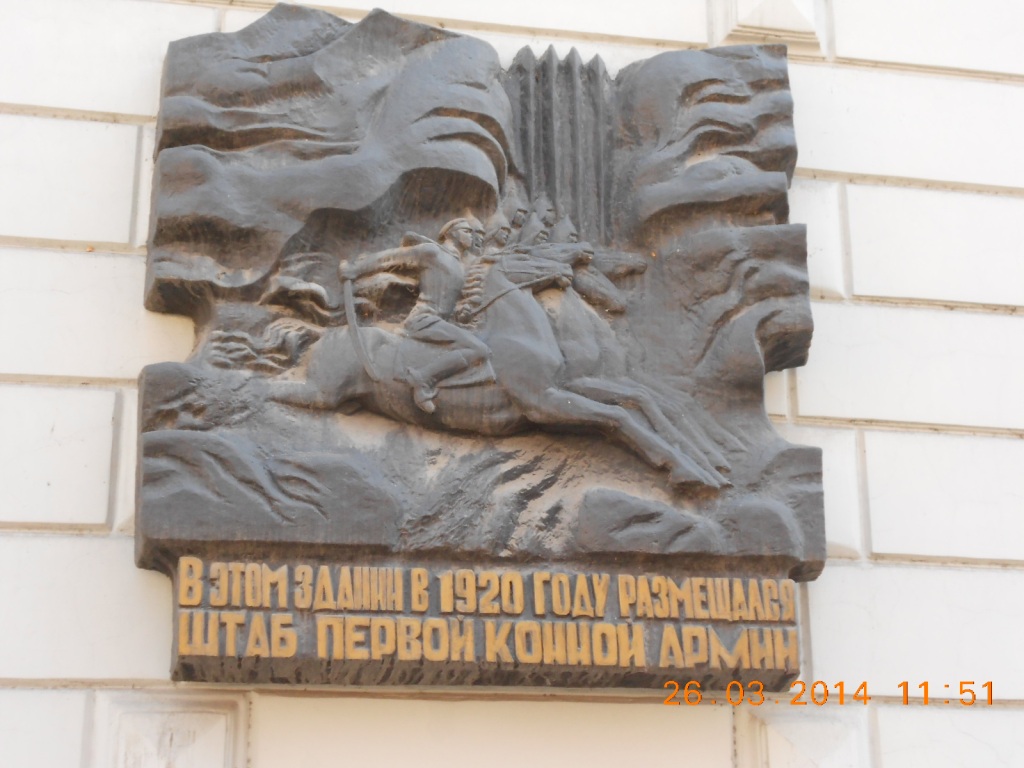 В ЭТОМ ЗДАНИИ В 1920 ГОДУ РАЗМЕЩАЛСЯ
ШТАБ ПЕРВОЙ КОННОЙ АРМИИ
26.03.2014 11:51